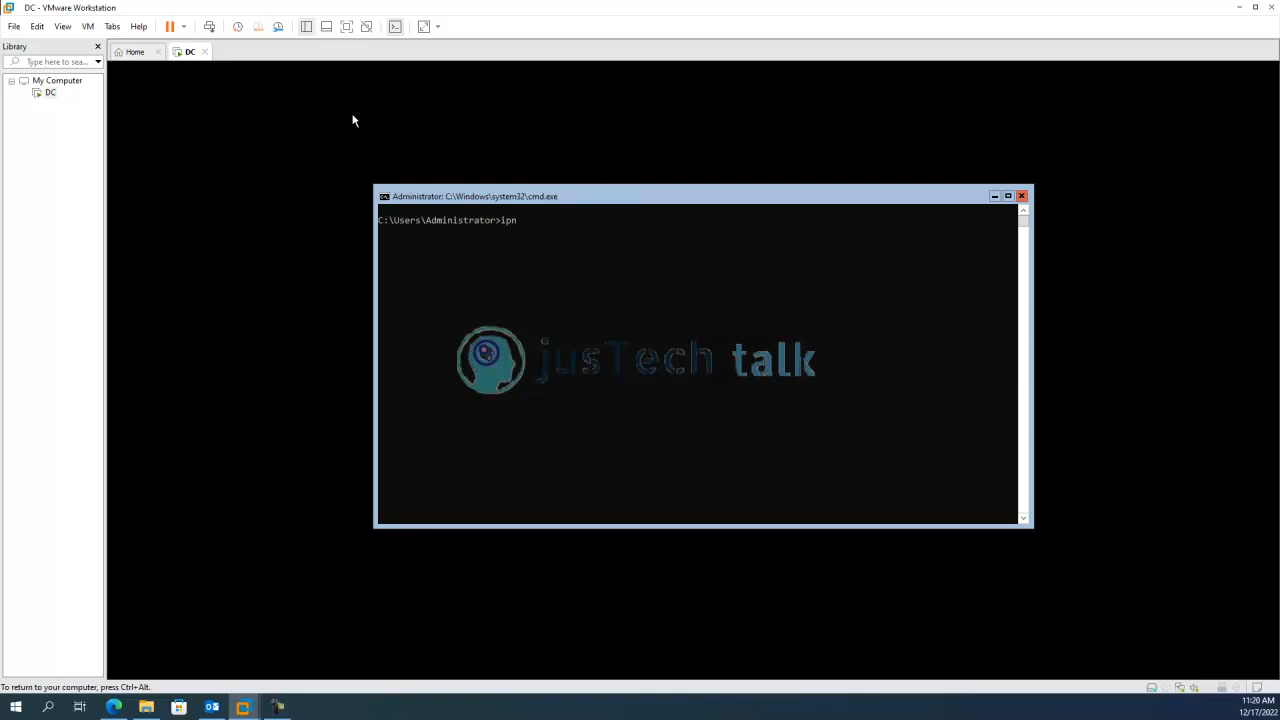 DC - VMware Workstation
File Edit View VM Tabs Help
Library
Home
DC
Type here to sea...
My Computer
DC
Administrator: C:\Windows\system32\cmd.exe
C:\Users\Administrator>ipn
jusTech talk
To return to your computer, press Ctrl+Alt.
11:20 AM
12/17/2022